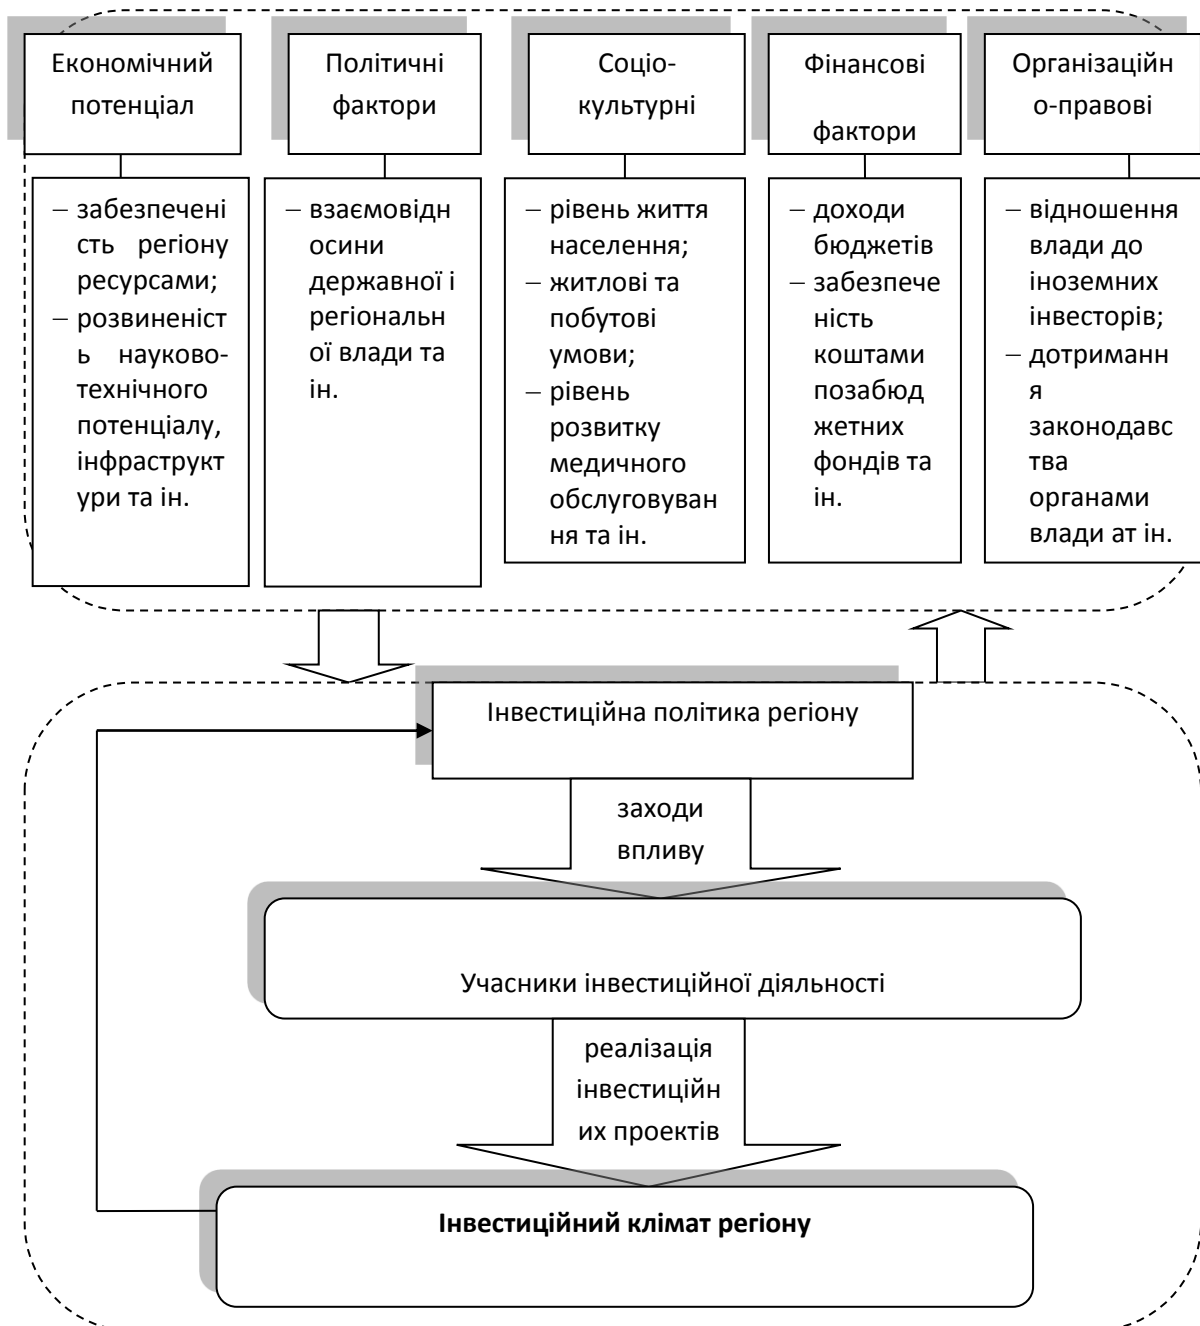 Економічний
потенціал
Політичні
фактори
Соціо-
культурні
Фінансові
фактори
Організаційн
о-правові
– забезпечені
сть регіону
ресурсами;
– розвиненіст
ь науково-
технічного
потенціалу,
інфраструкт
ури та ін.
– взаємовідн
осини
державної і
регіональн
ої влади та
ін.
– рівень життя
населення;
– житлові та
побутові
умови;
– рівень
розвитку
медичного
обслуговуван
ня та ін.
– доходи
бюджетів
– забезпече
ність
коштами
позабюд
жетних
фондів та
ін.
– відношення
влади до
іноземних
інвесторів;
– дотриманн
я
законодавс
тва
органами
влади ат ін.
Інвестиційна політика регіону
заходи
впливу
Учасники інвестиційної діяльності
реалізація
інвестиційн
их проектів
Інвестиційний клімат регіону